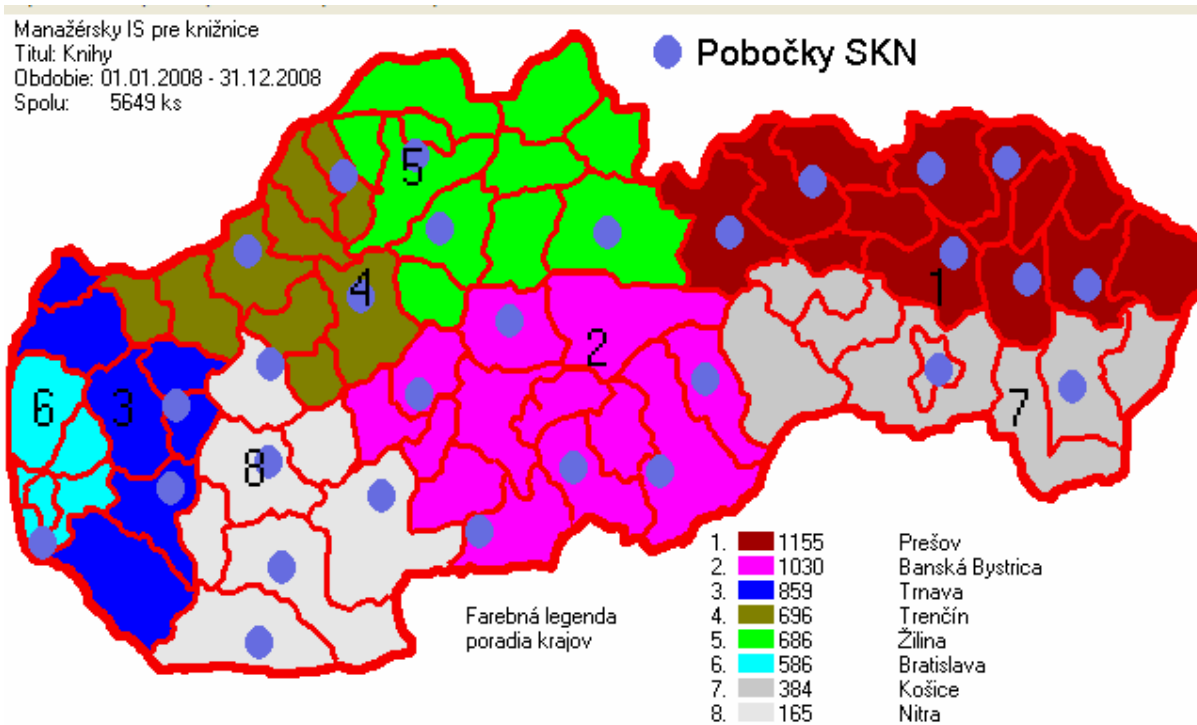 Manažérsky IS pre knižnice
Titul: Knihy
Obdobie: 01.01.2008 - 31.12.2008
Spolu: 5649 ks
Pobočky SKN
5
4
1
2
6
3
7
8
Farebná legenda
poradia krajov
1. 1155 Prešov
2. 1030 Banská Bystrica
3. 859 Trnava
4. 696 Trenčín
5. 686 Žilina
6. 586 Bratislava
7. 384 Košice
8. 165 Nitra